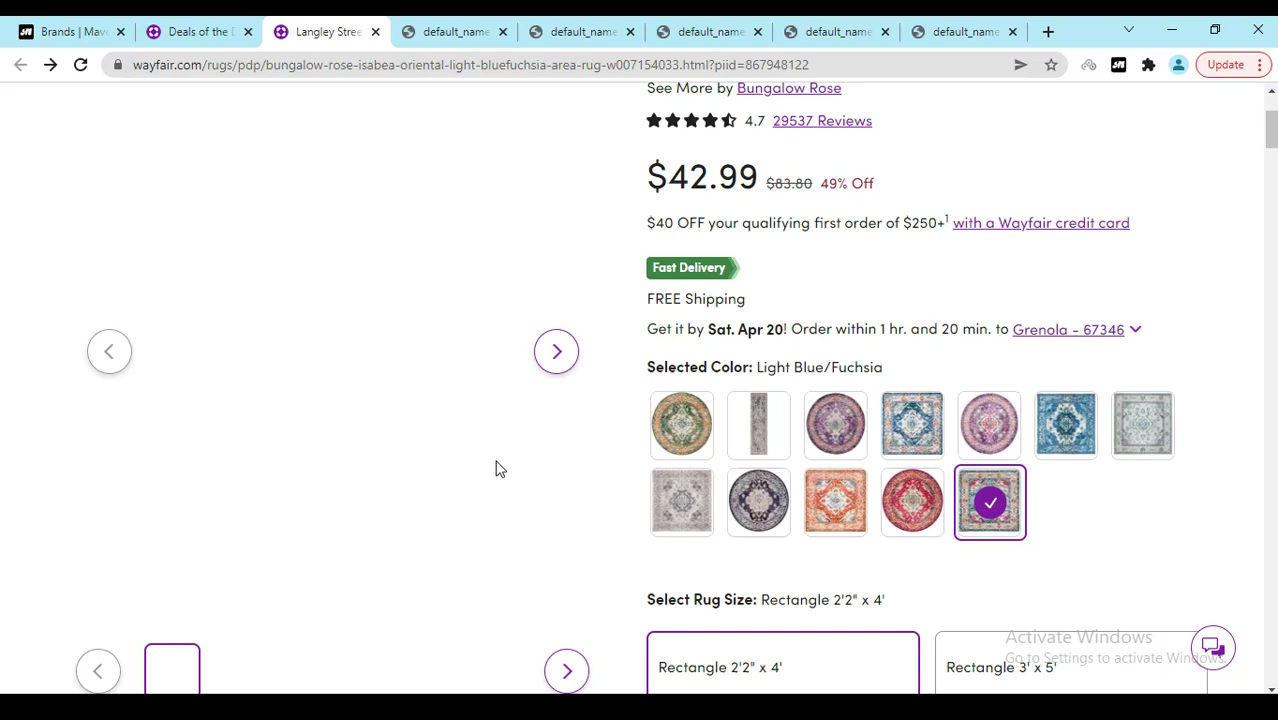 Brands | Mav
Deals of the D
Langley Stree
default_name
default_name
default_name
default_name
default_name
wayfair.com/rugs/pdp/bungalow-rose-isabea-oriental-light-bluefuchsia-area-rug-w007154033.html?piid=867948122
Update
See More by Bungalow Rose
4.7 29537 Reviews
$42.99 $83.80 49% Off
$40 OFF your qualifying first order of $250+1 with a Wayfair credit card
Fast Delivery
FREE Shipping
Get it by Sat. Apr 20! Order within 1 hr. and 20 min. to Grenola - 67346
Selected Color: Light Blue/Fuchsia
Select Rug Size: Rectangle 2'2" x 4'
Rectangle 2'2" x 4'
Rectangle 3' x 5'
Activate Windows
Go to Settings to activate Windows.